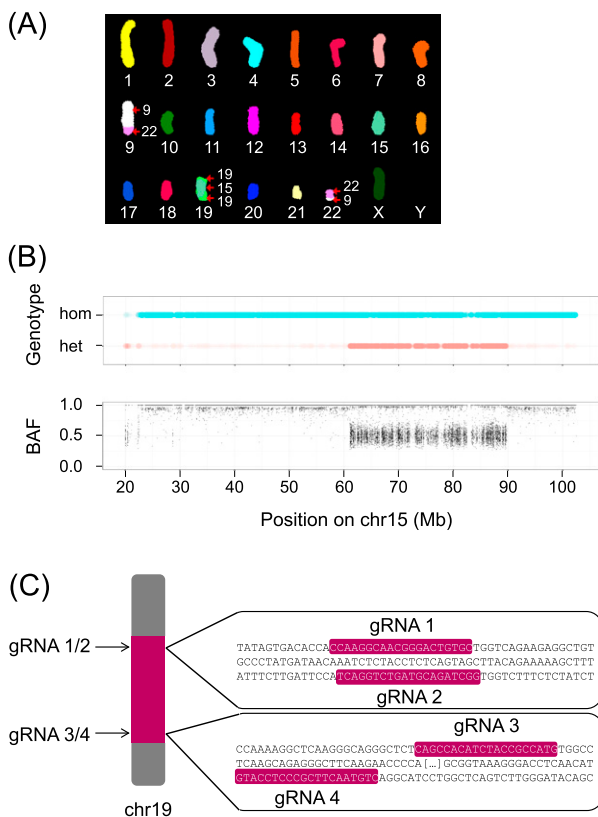 (A)
1 2 3 4 5 6 7 8
9
22
9 10 11 12 13 14 15 16
19
15
19
22
9
17 18 19 20 21 22 X Y
(B)
Genotype
hom
het
BAF
1.0
0.5
0.0
20 30 40 50 60 70 80 90 100
Position on chr15 (Mb)
(C)
gRNA 1/2
gRNA 3/4
chr19
gRNA 1
TATAGTGACACCACCAAGGCAACGGGACTGTGCTGGTCAGAAGAGGCTGT
GCCCTATGATAACAAATCTCTACCTCTCAGTAGCTTACAGAAAAAGCTTT
ATTTCTTGATTCCATCAGGTCTGATGCAGATCGGTGGTCTTTCTCTATCT
gRNA 2
gRNA 3
CCAAAAGGCTCAAGGGCAGGGCTCTCAGCCACATCTACCGCCATGTGGCC
TCAAGCAGAGGGCTTCAAGAACCCCA[…]GCGGTAAAGGGACCTCAACAT
GTACCTCCCGCTTCAATGTCAGGCATCCTGGCTCAGTCTTGGGATACAGC
gRNA 4